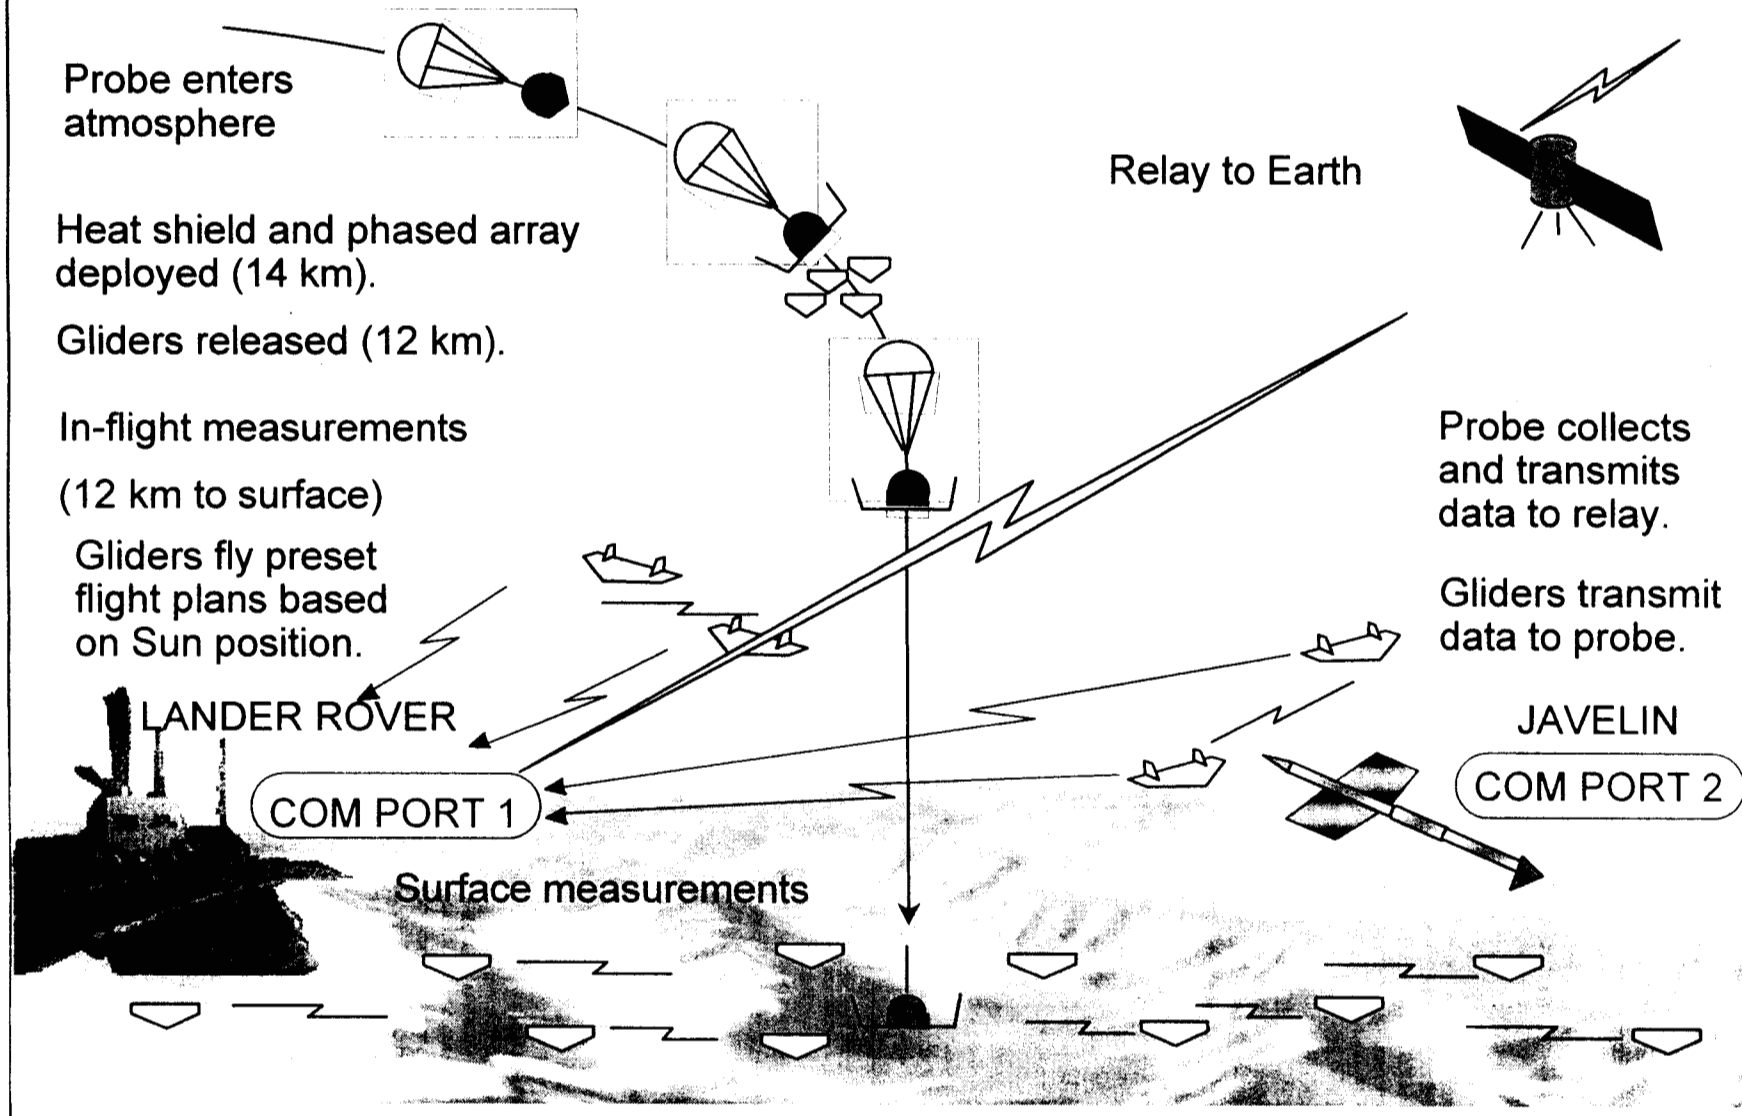 Probe enters
atmosphere
Relay to Earth
Heat shield and phased array
deployed (14 km).
Gliders released (12 km).
In-flight measurements
(12 km to surface)
Gliders fly preset
flight plans based
on Sun position.
Probe collects
and transmits
data to relay.
Gliders transmit
data to probe.
LANDER ROVER
COM PORT 1
JAVELIN
COM PORT 2
Surface measurements